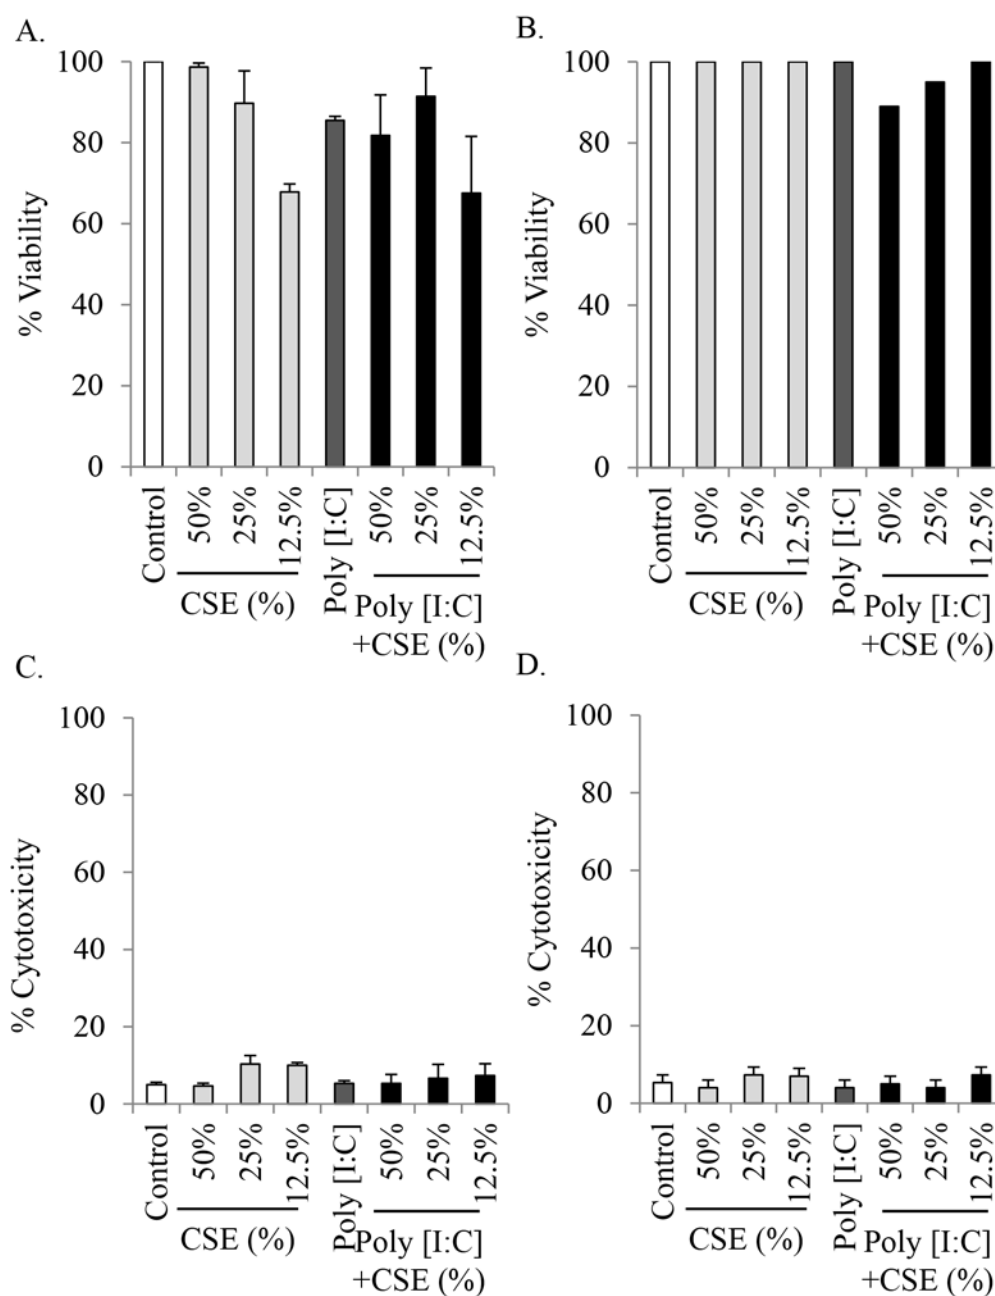 A.
100
80
60
40
20
0
% Viability
Control
50%
25%
12.5%
Poly [I:C]
50%
25%
12.5%
CSE (%)
Poly [I:C]
+CSE (%)
B.
100
80
60
40
20
0
% Viability
Control
50%
25%
12.5%
Poly [I:C]
50%
25%
12.5%
CSE (%)
Poly [I:C]
+CSE (%)
C.
100
80
60
40
20
0
% Cytotoxicity
Control
50%
25%
12.5%
Poly [I:C]
50%
25%
12.5%
CSE (%)
Poly [I:C]
+CSE (%)
D.
100
80
60
40
20
0
% Cytotoxicity
Control
50%
25%
12.5%
Poly [I:C]
50%
25%
12.5%
CSE (%)
Poly [I:C]
+CSE (%)